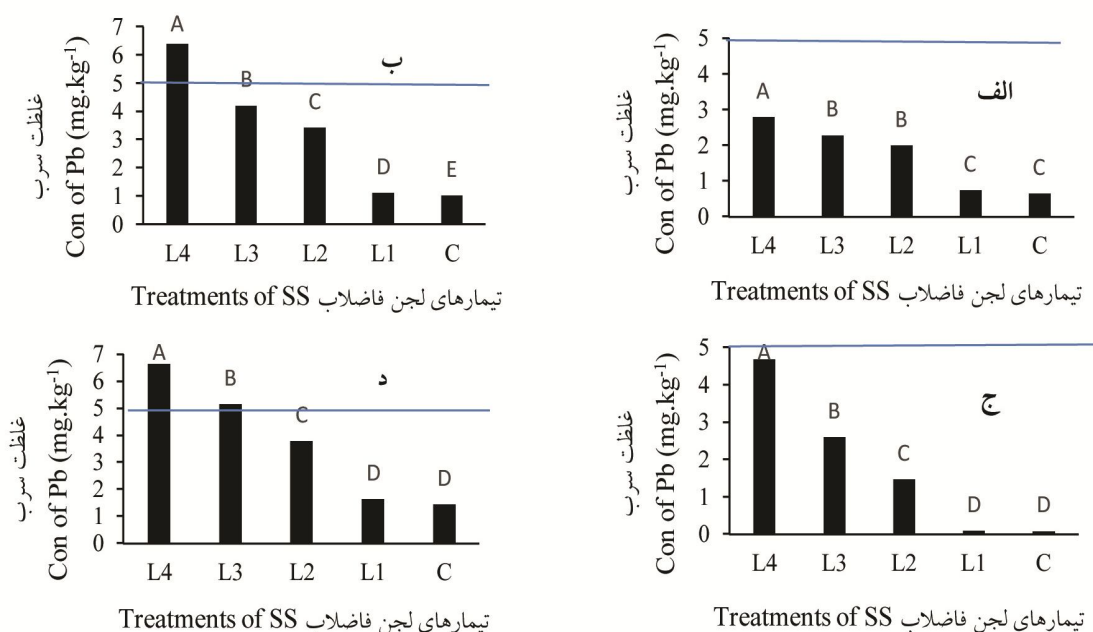 الف
غلظت سرب
Con of Pb (mg.kg-1)
5
4
3
2
1
0
A
B
B
C
C
L4 L3 L2 L1 C
تیمارهای لجن فاضلاب Treatments of SS
ب
غلظت سرب
Con of Pb (mg.kg-1)
7
6
5
4
3
2
1
0
A
B
C
D
E
L4 L3 L2 L1 C
تیمارهای لجن فاضلاب Treatments of SS
ج
غلظت سرب
Con of Pb (mg.kg-1)
5
4
3
2
1
0
A
B
C
D
D
L4 L3 L2 L1 C
تیمارهای لجن فاضلاب Treatments of SS
د
غلظت سرب
Con of Pb (mg.kg-1)
7
6
5
4
3
2
1
0
A
B
C
D
D
L4 L3 L2 L1 C
تیمارهای لجن فاضلاب Treatments of SS